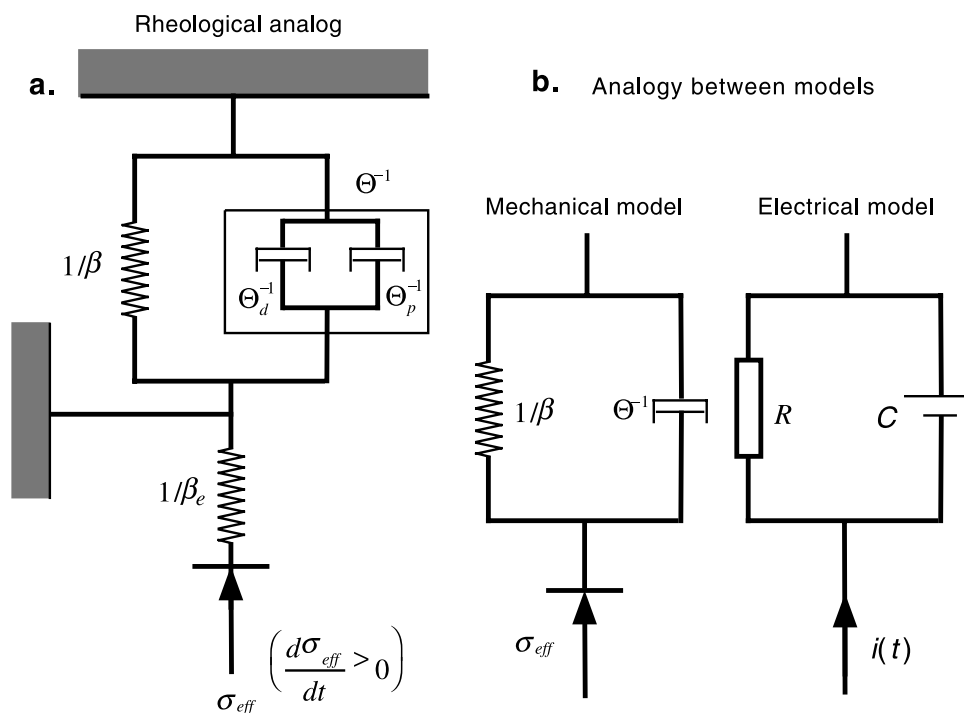 Rheological analog
a.
Θ⁻¹
1/β
Θ_d⁻¹ Θ_p⁻¹
1/β_e
σ_eff (dσ_eff/dt > 0)
b. Analogy between models
Mechanical model Electrical model
1/β Θ⁻¹ R C
σ_eff i(t)